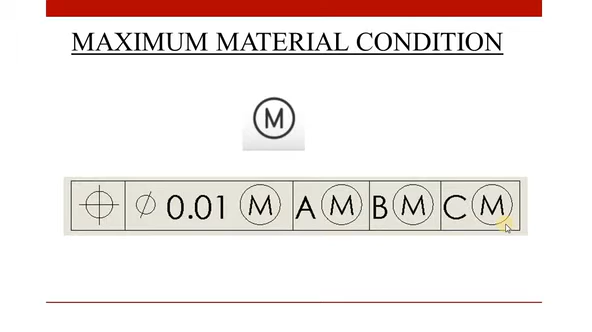 MAXIMUM MATERIAL CONDITION
Ⓜ
⌖ ⌀ 0.01 Ⓜ A Ⓜ B Ⓜ C Ⓜ